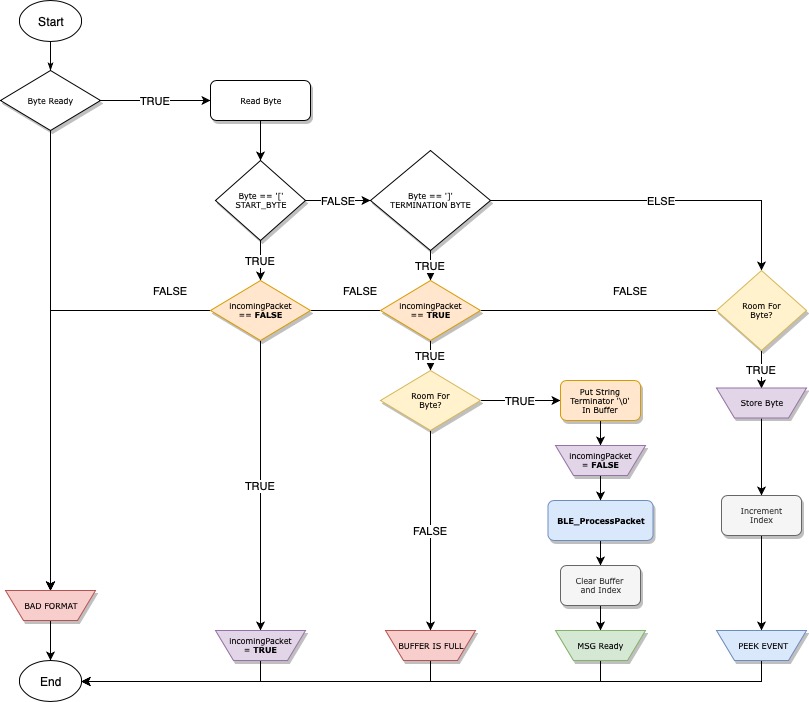 Start
Byte Ready
TRUE
Read Byte
Byte == '['
START_BYTE
FALSE
Byte == ']'
TERMINATION BYTE
ELSE
TRUE
TRUE
FALSE
incomingPacket
== FALSE
FALSE
incomingPacket
== TRUE
FALSE
Room For
Byte?
TRUE
TRUE
Room For
Byte?
TRUE
Put String
Terminator '\0'
In Buffer
Store Byte
incomingPacket
= FALSE
TRUE
FALSE
BLE_ProcessPacket
Increment
Index
Clear Buffer
and Index
BAD FORMAT
incomingPacket
= TRUE
BUFFER IS FULL
MSG Ready
PEEK EVENT
End